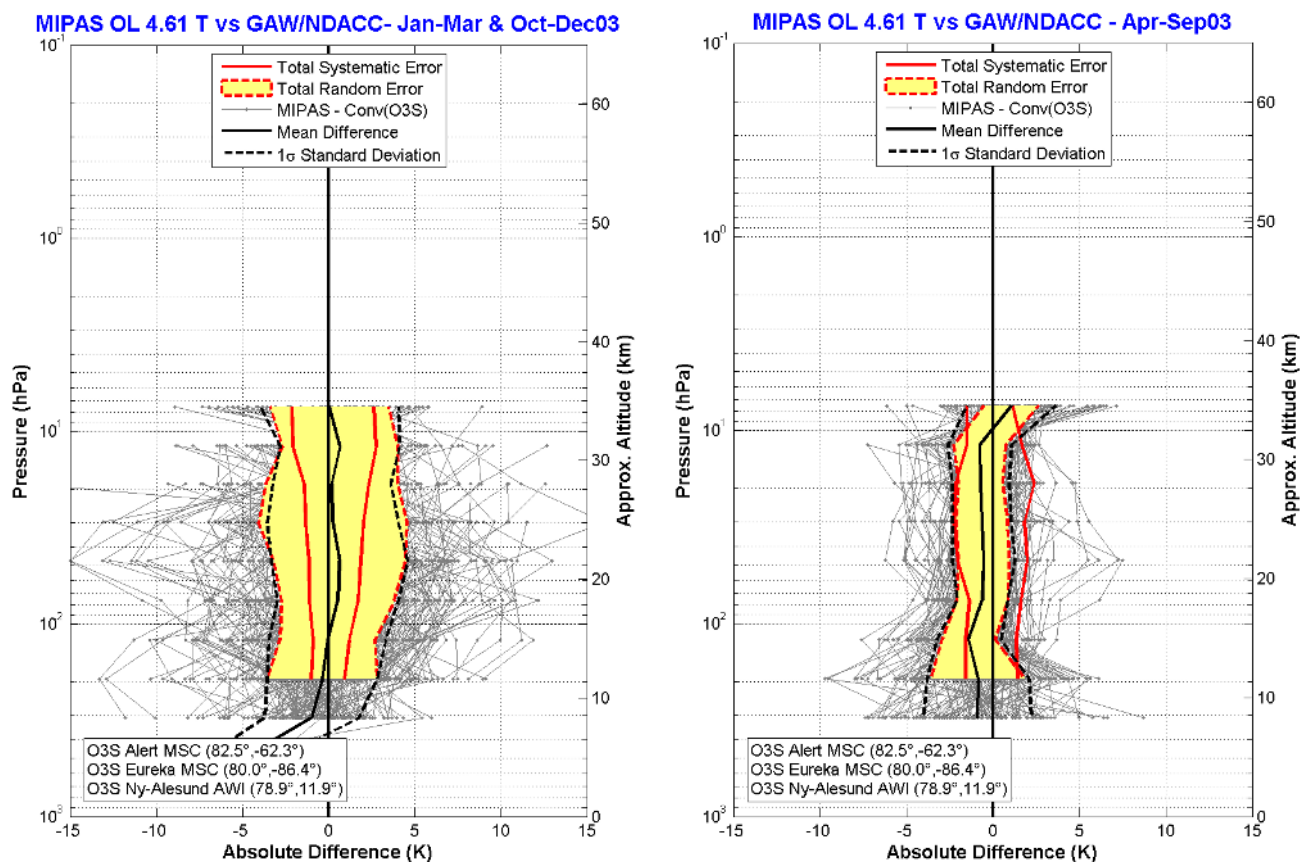 MIPAS OL 4.61 T vs GAW/NDACC- Jan-Mar & Oct-Dec03
10⁻¹
10⁰
10¹
10²
10³
Pressure (hPa)
Total Systematic Error
Total Random Error
MIPAS - Conv(O3S)
Mean Difference
1σ Standard Deviation
60
50
40
30
20
10
0
Approx. Altitude (km)
O3S Alert MSC (82.5°,-62.3°)
O3S Eureka MSC (80.0°,-86.4°)
O3S Ny-Alesund AWI (78.9°,11.9°)
-15 -10 -5 0 5 10 15
Absolute Difference (K)
MIPAS OL 4.61 T vs GAW/NDACC - Apr-Sep03
10⁻¹
10⁰
10¹
10²
10³
Pressure (hPa)
Total Systematic Error
Total Random Error
MIPAS - Conv(O3S)
Mean Difference
1σ Standard Deviation
60
50
40
30
20
10
0
Approx. Altitude (km)
O3S Alert MSC (82.5°,-62.3°)
O3S Eureka MSC (80.0°,-86.4°)
O3S Ny-Alesund AWI (78.9°,11.9°)
-15 -10 -5 0 5 10 15
Absolute Difference (K)